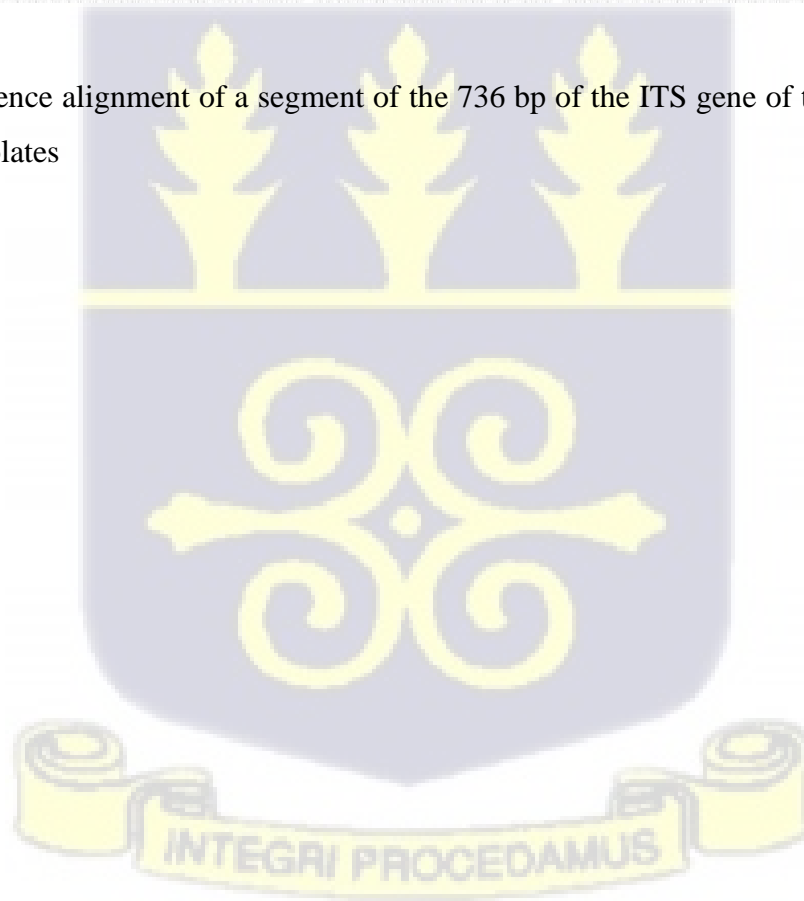 ence alignment of a segment of the 736 bp of the ITS gene of t
lates
INTEGRI PROCEDAMUS